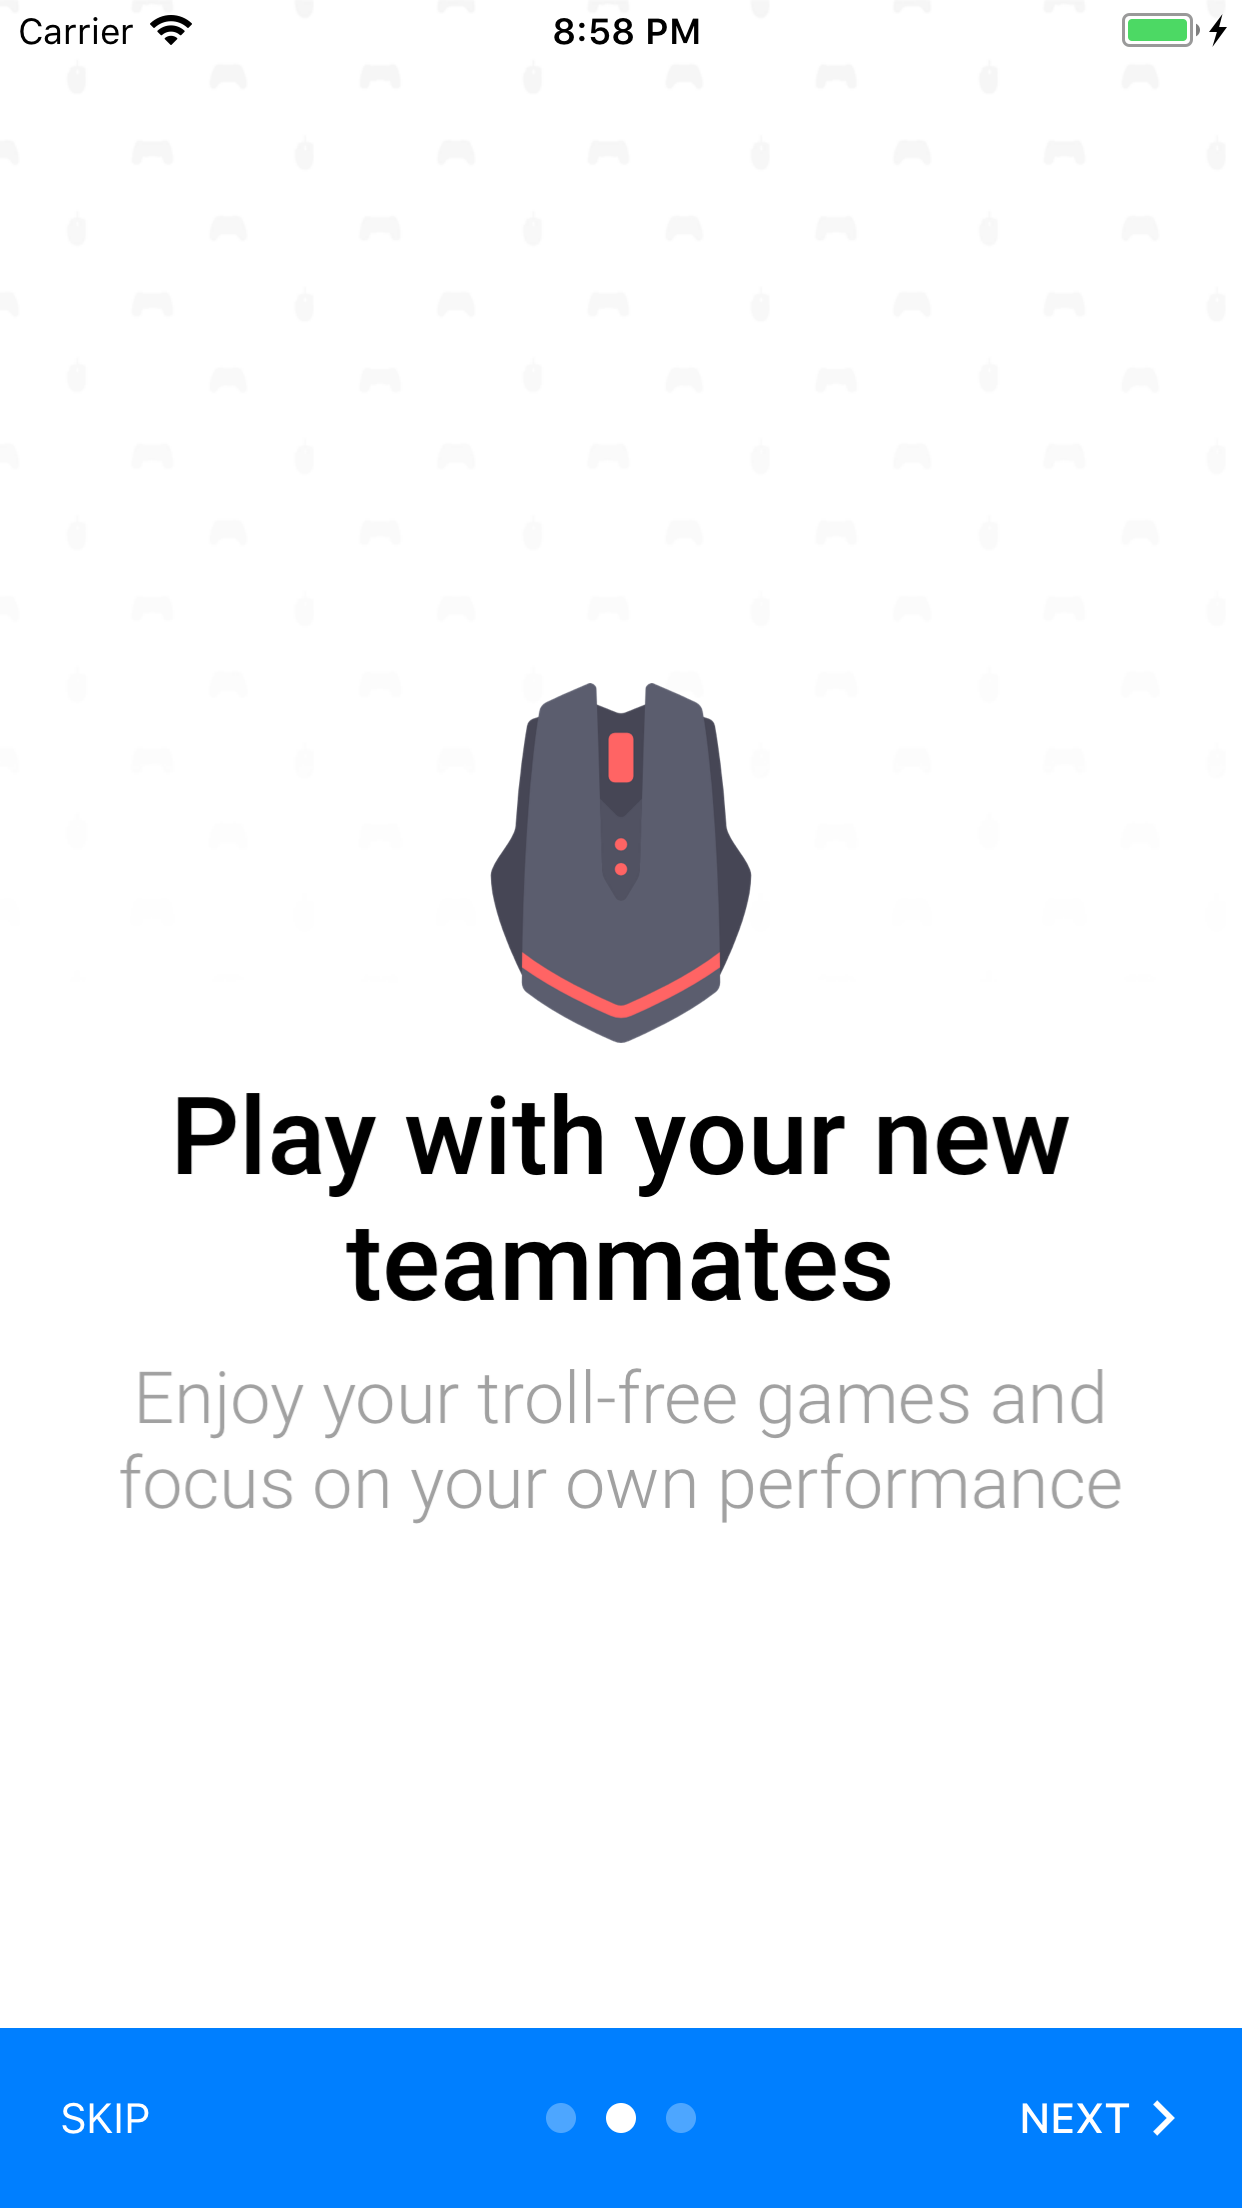 Carrier 8:58 PM
Play with your new
teammates
Enjoy your troll-free games and
focus on your own performance
SKIP NEXT